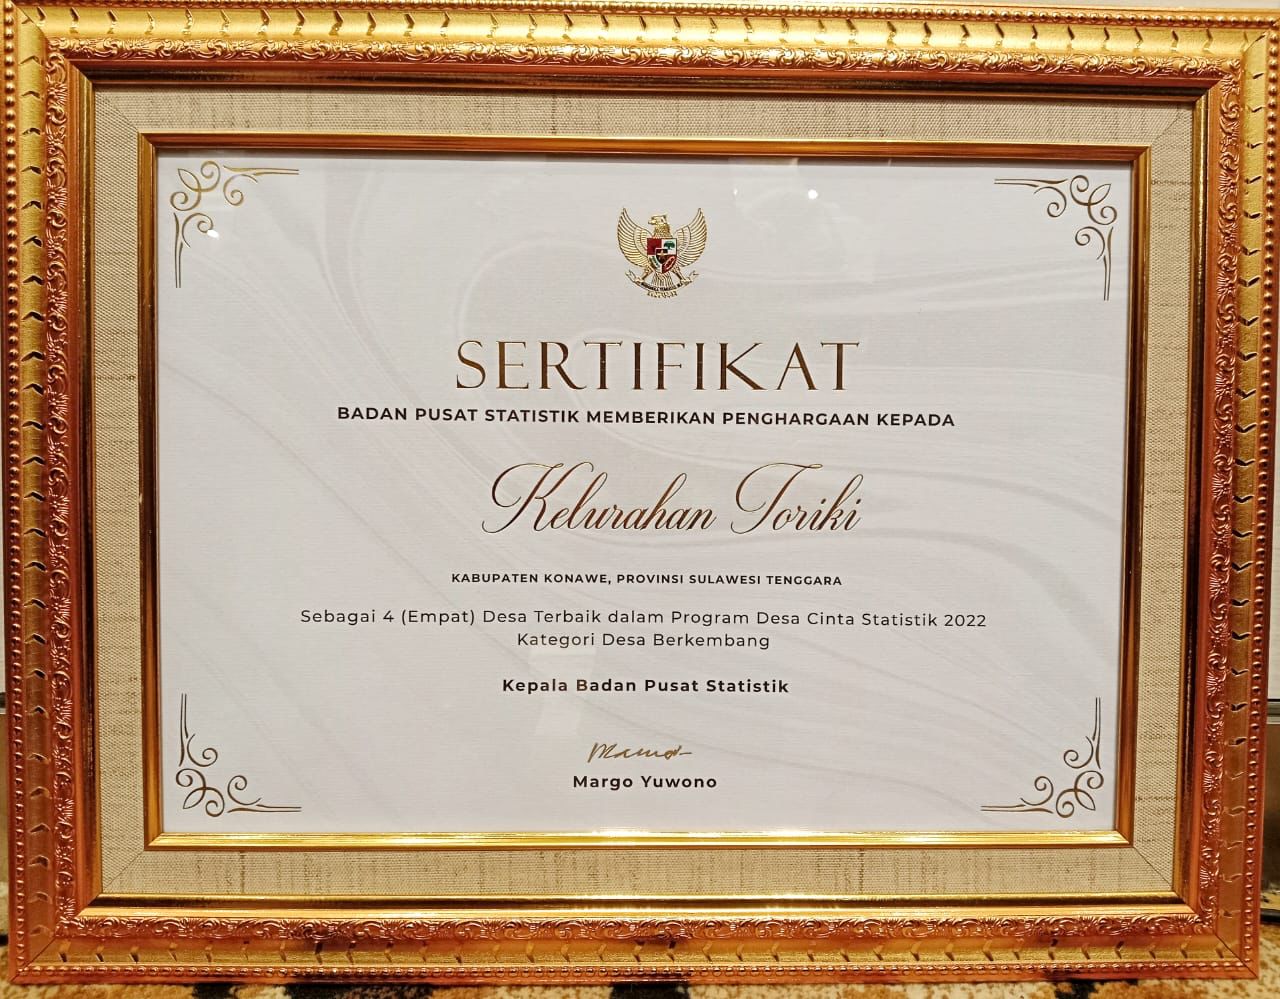 SERTIFIKAT
BADAN PUSAT STATISTIK MEMBERIKAN PENGHARGAAN KEPADA
Kelurahan Toriki
KABUPATEN KONAWE, PROVINSI SULAWESI TENGGARA
Sebagai 4 (Empat) Desa Terbaik dalam Program Desa Cinta Statistik 2022
Kategori Desa Berkembang
Kepala Badan Pusat Statistik
Margo Yuwono